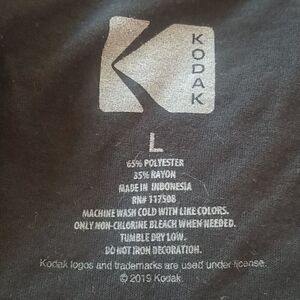 KODAK
L
65% POLYESTER
35% RAYON
MADE IN INDONESIA
RN# 117508
MACHINE WASH COLD WITH LIKE COLORS.
ONLY NON-CHLORINE BLEACH WHEN NEEDED.
TUMBLE DRY LOW.
DO NOT IRON DECORATION.
Kodak logos and trademarks are used under license.
© 2019 Kodak.